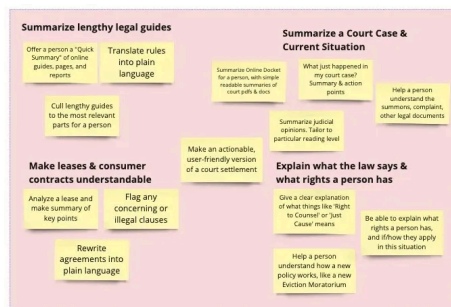 Summarize lengthy legal guides
Offer a person a "Quick
Summary" of online
guides, pages, and
reports
Translate rules
into plain
language
Cull lengthy guides
to the most relevant
parts for a person
Summarize a Court Case &
Current Situation
Summarize Online Docket
for a person, with simple
readable summaries of
court pdfs & docs
What just happened in
my court case?
Summary & action
points
Help a person
understand the
summons, complaint,
other legal documents
Summarize judicial
opinions. Tailor to
particular reading level
Make an actionable,
user-friendly version
of a court settlement
Make leases & consumer
contracts understandable
Analyze a lease and
make summary of
key points
Flag any
concerning or
illegal clauses
Rewrite
agreements into
plain language
Explain what the law says &
what rights a person has
Give a clear explanation
of what things like 'Right
to Counsel' or 'Just
Cause' means
Be able to explain what
rights a person has,
and if/how they apply
in this situation
Help a person
understand how a new
policy works, like a new
Eviction Moratorium